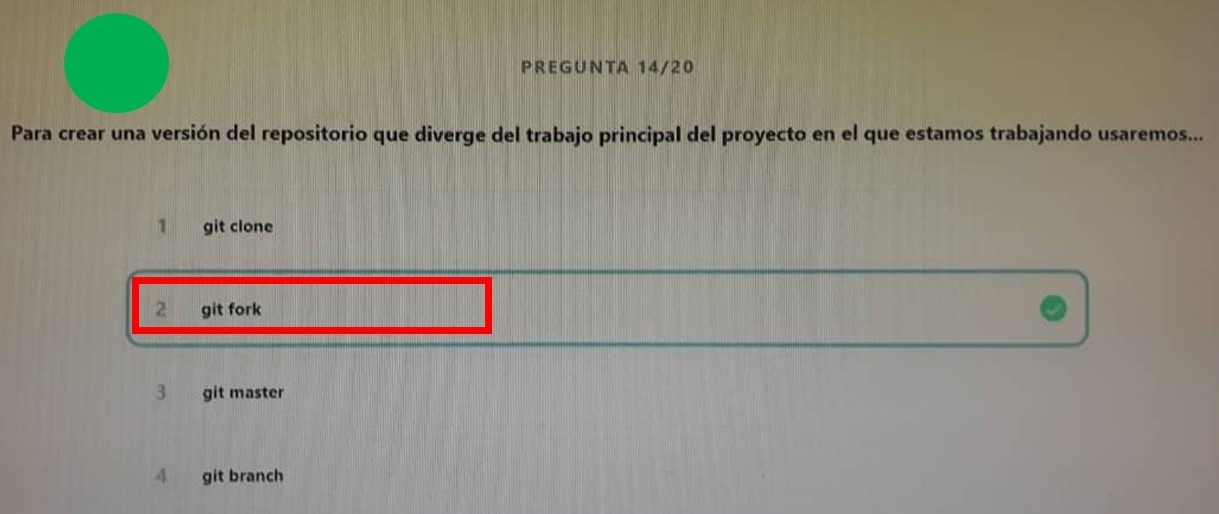 PREGUNTA 14/20
Para crear una versión del repositorio que diverge del trabajo principal del proyecto en el que estamos trabajando usaremos...
1 git clone
2 git fork
3 git master
4 git branch